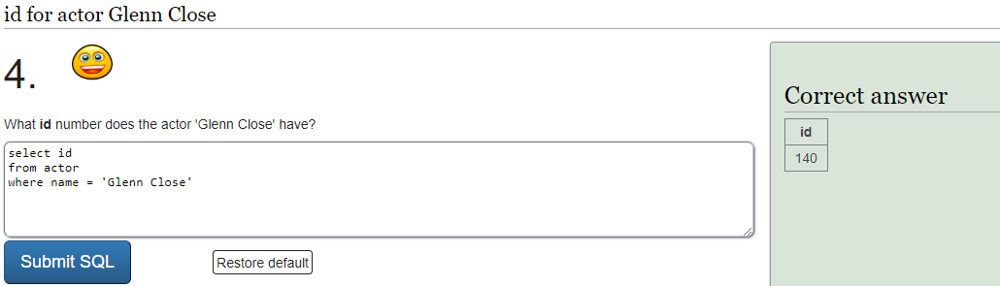 id for actor Glenn Close
4.
What id number does the actor 'Glenn Close' have?
select id
from actor
where name = 'Glenn Close'
Submit SQL
Restore default
Correct answer
id
140